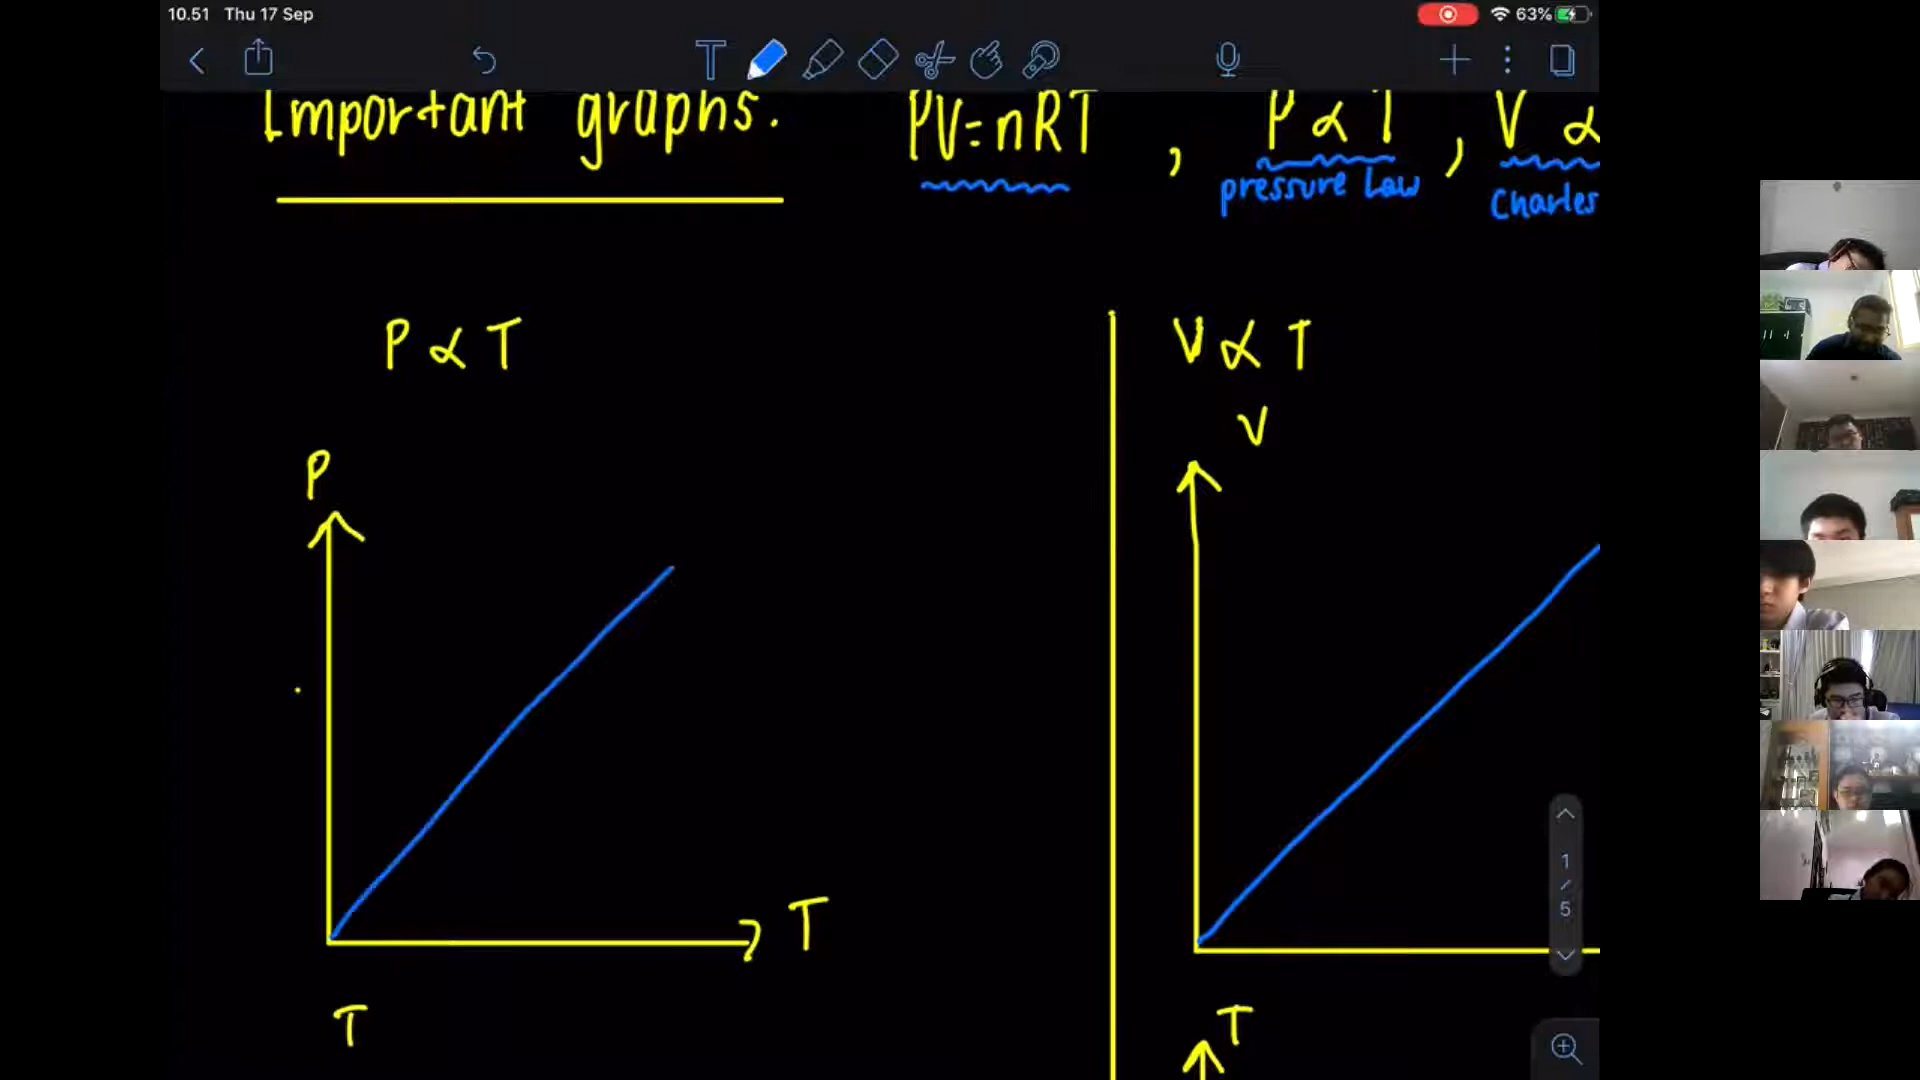 10.51 Thu 17 Sep 63%
T
Important graphs. PV=nRT , P ∝ T , V ∝
pressure Law Charles
P ∝ T
V ∝ T
V
P
T
T
T
1
/
5